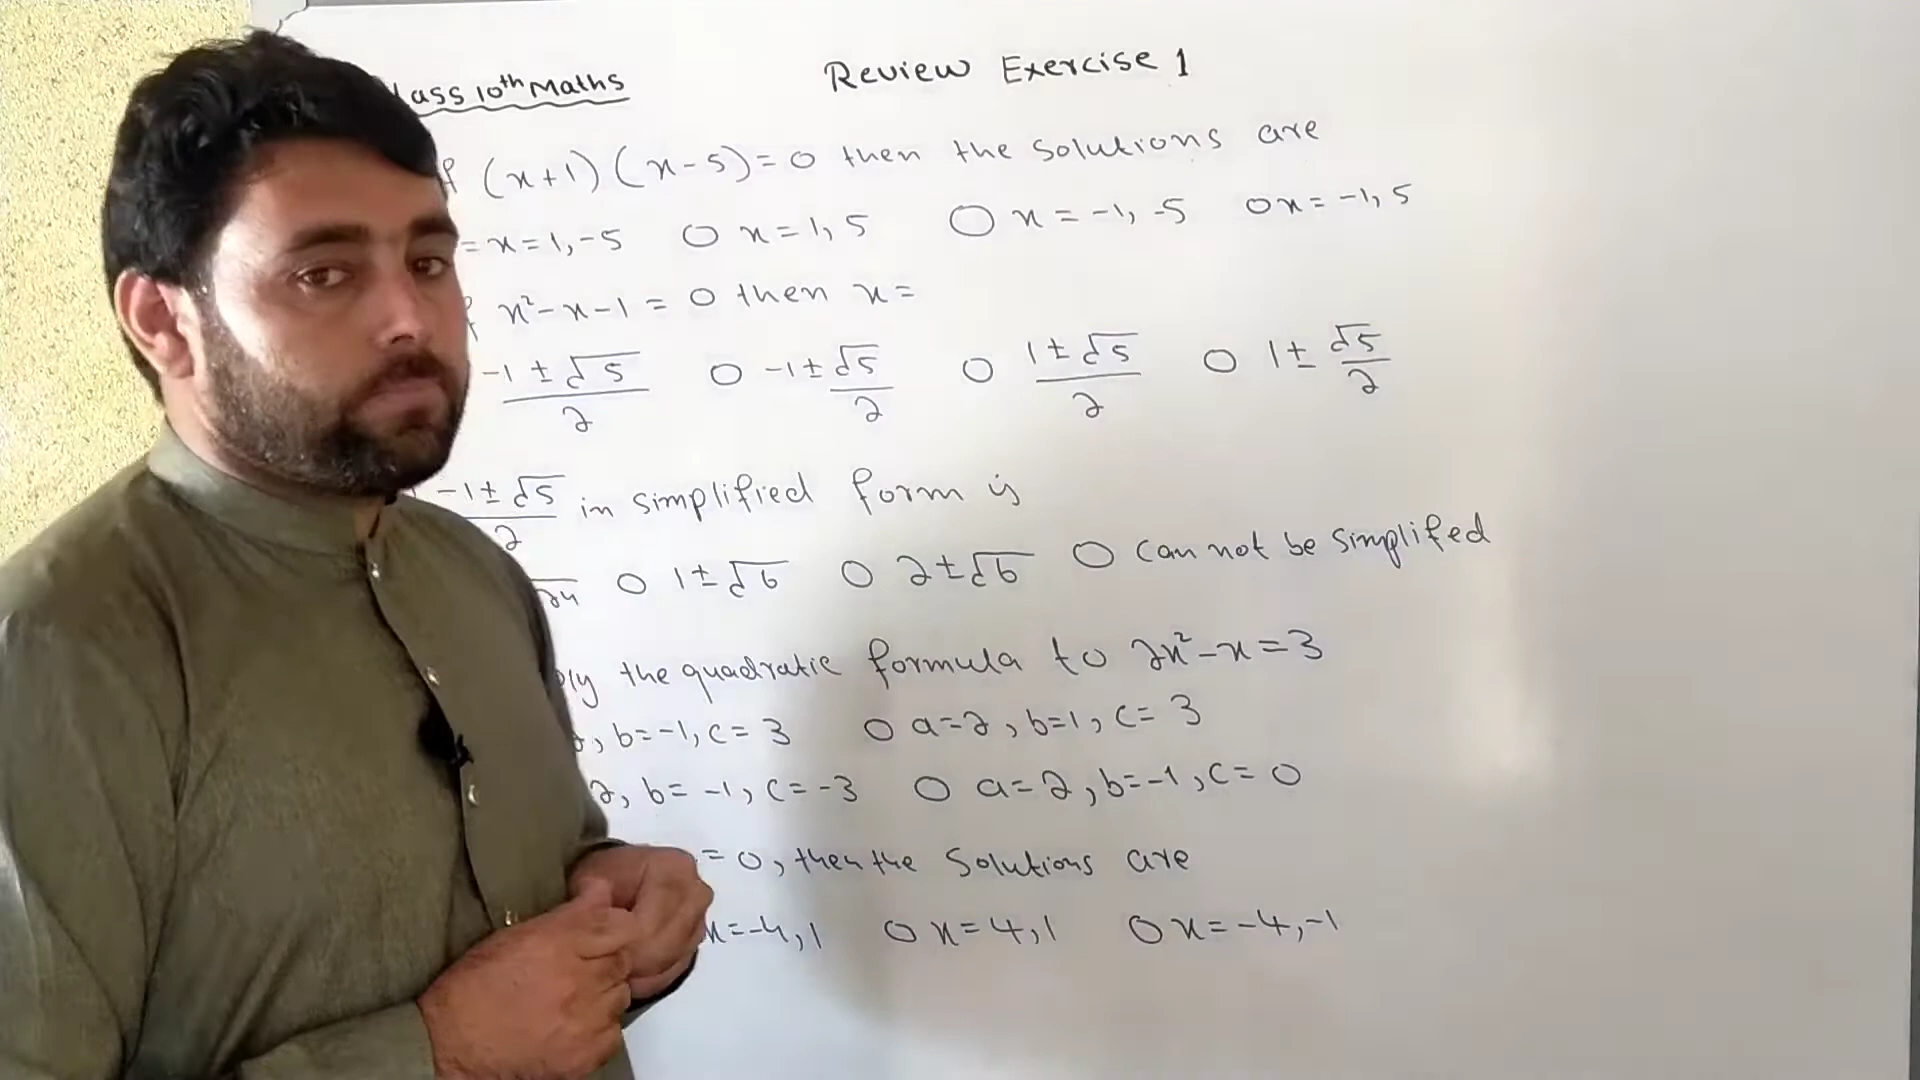 lass 10th Maths
Review Exercise 1
f (x+1)(x-5)=0 then the solutions are
=x=1,-5 O x=1,5 O x=-1,-5 O x=-1,5
x²-x-1=0 then x=
-1±√5/2 O -1±√5/2 O 1±√5/2 O 1±√5/2
-1±√5/2 in simplified form is
24 O 1±√6 O 2±√6 O can not be simplifed
ply the quadratic formula to 2x²-x=3
, b=-1, c=3 O a=2, b=1, c=3
2, b=-1, c=-3 O a=2, b=-1, c=0
=0, then the Solutions are
x=-4,1 O x=4,1 O x=-4,-1